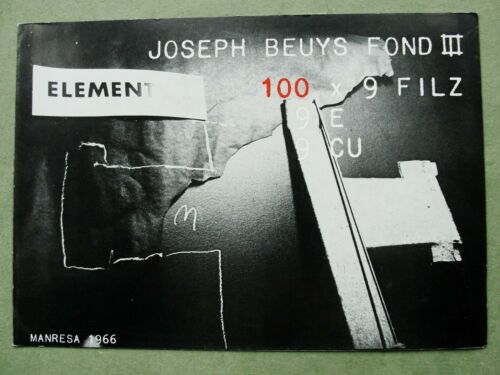 JOSEPH BEUYS FOND III
ELEMENT
100 x 9 FILZ
9 E
9 CU
MANRESA 1966